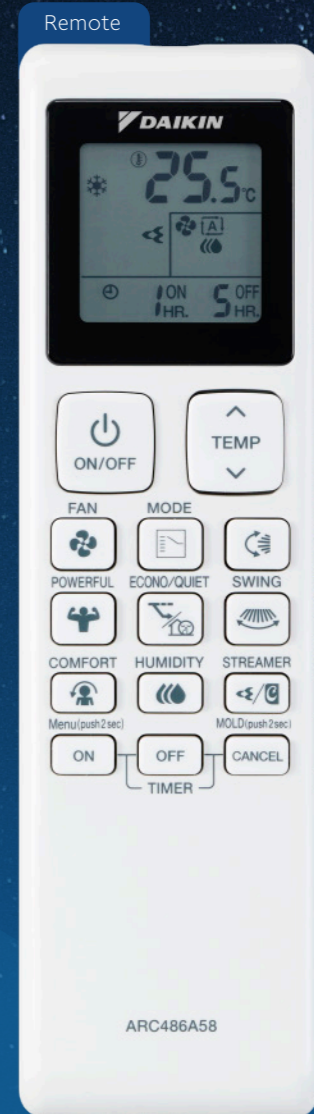 Remote
DAIKIN
25.5°C
A
1 ON HR. 5 OFF HR.
ON/OFF
TEMP
FAN MODE
POWERFUL ECONO/QUIET SWING
COMFORT HUMIDITY STREAMER
Menu(push2sec) MOLD(push2sec)
ON OFF CANCEL
TIMER
ARC486A58